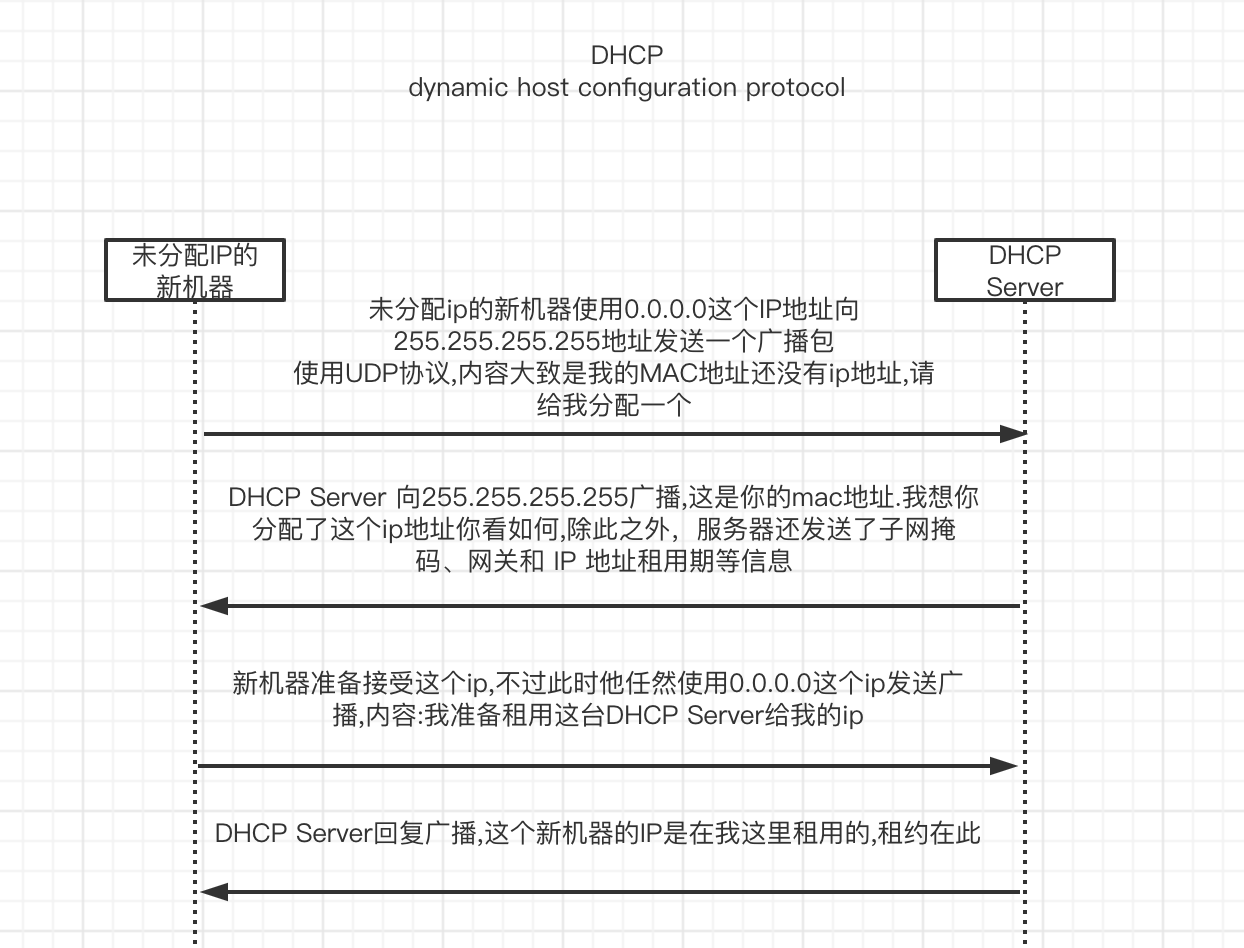 DHCP
dynamic host configuration protocol
未分配IP的
新机器
DHCP
Server
未分配ip的新机器使用0.0.0.0这个IP地址向
255.255.255.255地址发送一个广播包
使用UDP协议,内容大致是我的MAC地址还没有ip地址,请
给我分配一个
DHCP Server 向255.255.255.255广播,这是你的mac地址.我想你
分配了这个ip地址你看如何,除此之外，服务器还发送了子网掩
码、网关和 IP 地址租用期等信息
新机器准备接受这个ip,不过此时他任然使用0.0.0.0这个ip发送广
播,内容:我准备租用这台DHCP Server给我的ip
DHCP Server回复广播,这个新机器的IP是在我这里租用的,租约在此